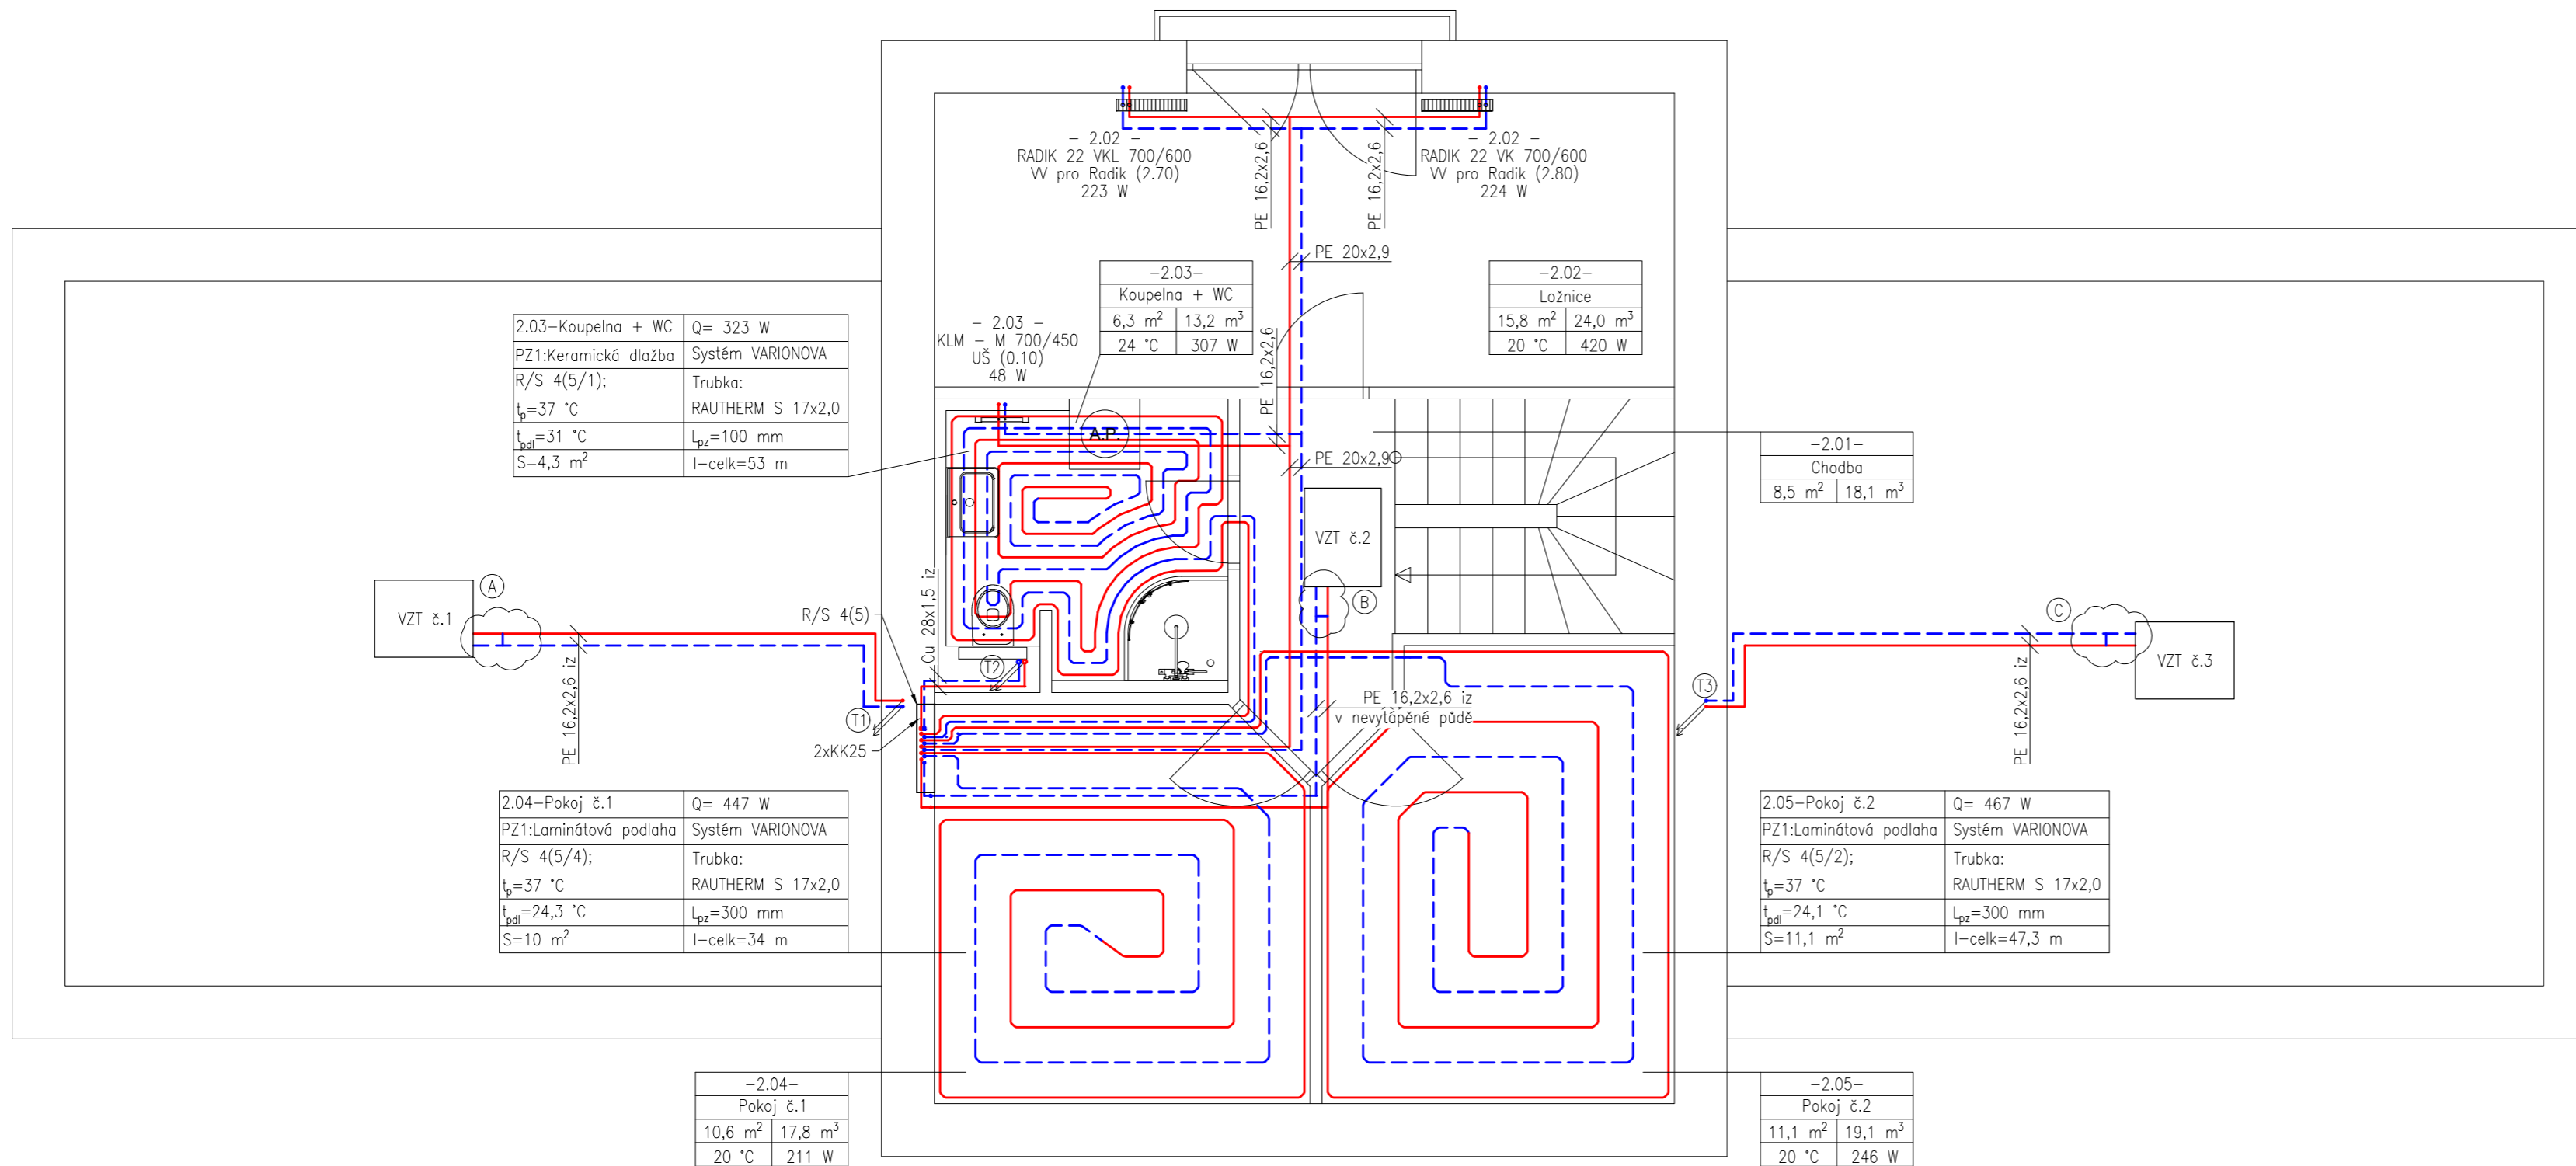 - 2.02 -
RADIK 22 VKL 700/600
VV pro Radik (2.70)
223 W
PE 16,2x2,6
PE 16,2x2,6
- 2.02 -
RADIK 22 VK 700/600
VV pro Radik (2.80)
224 W
PE 20x2,9
-2.03-
Koupelna + WC
6,3 m² 13,2 m³
24 °C 307 W
-2.02-
Ložnice
15,8 m² 24,0 m³
20 °C 420 W
2.03-Koupelna + WC Q= 323 W
PZ1:Keramická dlažba Systém VARIONOVA
R/S 4(5/1); Trubka:
tp=37 °C RAUTHERM S 17x2,0
tpdl=31 °C Lpz=100 mm
S=4,3 m² l-celk=53 m
- 2.03 -
KLM - M 700/450
UŠ (0.10)
48 W
PE 16,2x2,6
A.P.
PE 20x2,9
-2.01-
Chodba
8,5 m² 18,1 m³
VZT č.2
B
VZT č.1
A
PE 16,2x2,6 iz
R/S 4(5)
Cu 28x1,5 iz
T2
T1
2xKK25
PE 16,2x2,6 iz
v nevytápěné půdě
T3
C
VZT č.3
PE 16,2x2,6 iz
2.04-Pokoj č.1 Q= 447 W
PZ1:Laminátová podlaha Systém VARIONOVA
R/S 4(5/4); Trubka:
tp=37 °C RAUTHERM S 17x2,0
tpdl=24,3 °C Lpz=300 mm
S=10 m² l-celk=34 m
2.05-Pokoj č.2 Q= 467 W
PZ1:Laminátová podlaha Systém VARIONOVA
R/S 4(5/2); Trubka:
tp=37 °C RAUTHERM S 17x2,0
tpdl=24,1 °C Lpz=300 mm
S=11,1 m² l-celk=47,3 m
-2.04-
Pokoj č.1
10,6 m² 17,8 m³
20 °C 211 W
-2.05-
Pokoj č.2
11,1 m² 19,1 m³
20 °C 246 W